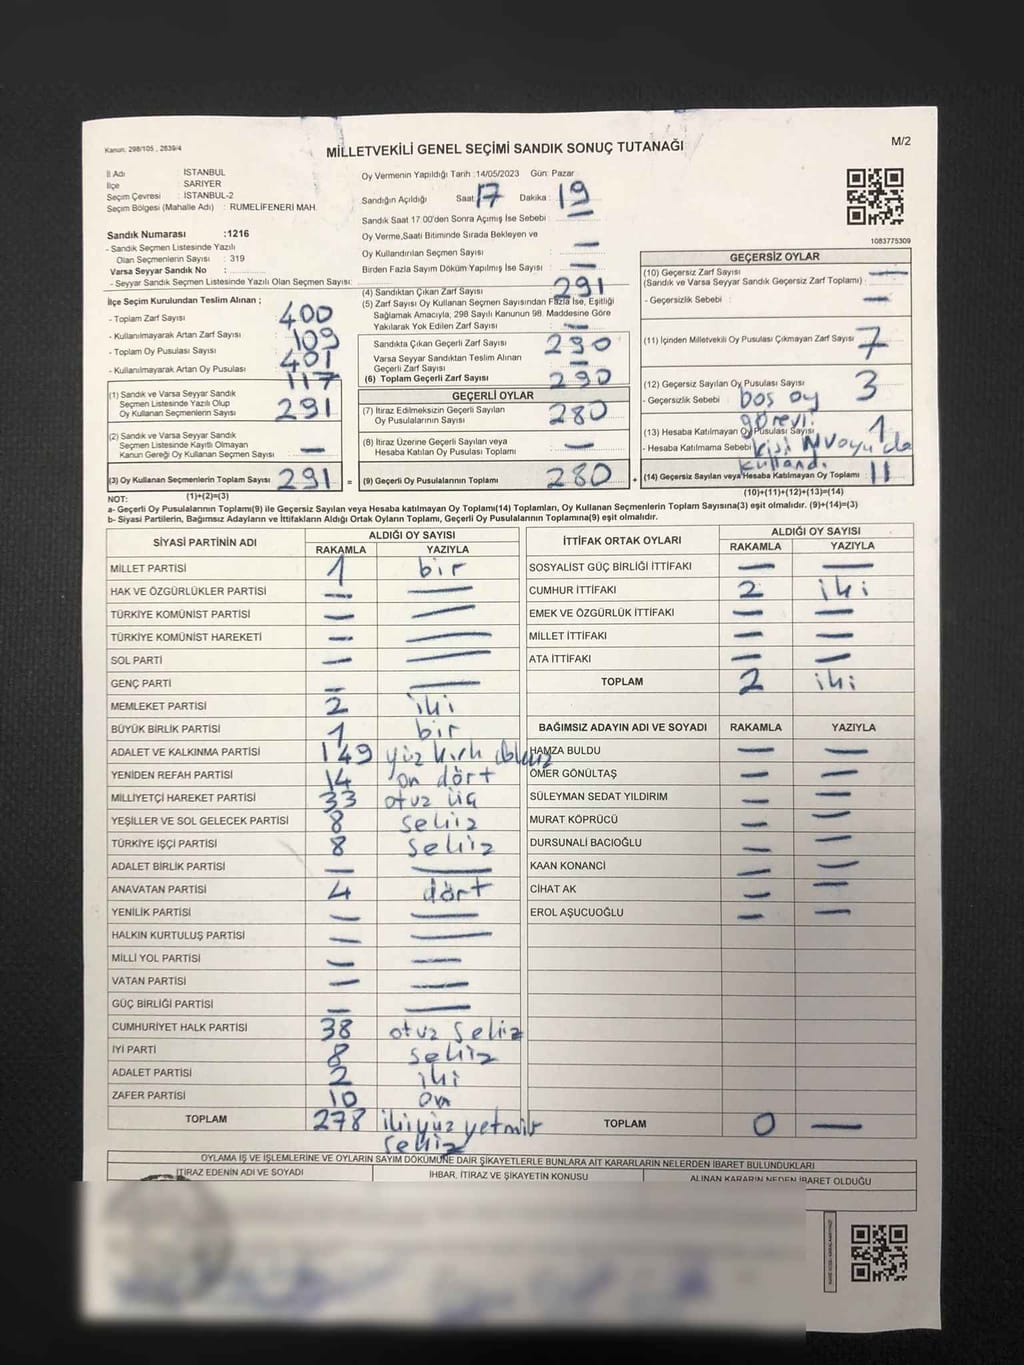 Kanun: 298/105 , 2839/4
MİLLETVEKİLİ GENEL SEÇİMİ SANDIK SONUÇ TUTANAĞI
M/2
İl Adı : İSTANBUL
İlçe : SARIYER
Seçim Çevresi : İSTANBUL-2
Seçim Bölgesi (Mahalle Adı) : RUMELİFENERİ MAH.
Sandık Numarası :1216
- Sandık Seçmen Listesinde Yazılı
Olan Seçmenlerin Sayısı : 319
Varsa Seyyar Sandık No :
- Seyyar Sandık Seçmen Listesinde Yazılı Olan Seçmen Sayısı:
Oy Vermenin Yapıldığı Tarih :14/05/2023 Gün: Pazar
Sandığın Açıldığı Saat: 17 Dakika : 19
Sandık Saat 17.00'den Sonra Açımış İse Sebebi :
Oy Verme,Saati Bitiminde Sırada Bekleyen ve
Oy Kullandırılan Seçmen Sayısı : —
Birden Fazla Sayım Döküm Yapılmış İse Sayısı : —
1083775309
İlçe Seçim Kurulundan Teslim Alınan ;
- Toplam Zarf Sayısı : 400
- Kullanılmayarak Artan Zarf Sayısı : 109
- Toplam Oy Pusulası Sayısı : 401
- Kullanılmayarak Artan Oy Pusulası : 117
(1) Sandık ve Varsa Seyyar Sandık
Seçmen Listesinde Yazılı Olup
Oy Kullanan Seçmenlerin Sayısı : 291
(2) Sandık ve Varsa Seyyar Sandık
Seçmen Listesinde Kayıtlı Olmayan
Kanun Gereği Oy Kullanan Seçmen Sayısı : —
(3) Oy Kullanan Seçmenlerin Toplam Sayısı : 291 =
(4) Sandıktan Çıkan Zarf Sayısı : 291
(5) Zarf Sayısı Oy Kullanan Seçmen Sayısından Fazla İse, Eşitliği
Sağlamak Amacıyla, 298 Sayılı Kanunun 98. Maddesine Göre
Yakılarak Yok Edilen Zarf Sayısı : —
Sandıkta Çıkan Geçerli Zarf Sayısı : 290
Varsa Seyyar Sandıktan Teslim Alınan
Geçerli Zarf Sayısı : —
(6) Toplam Geçerli Zarf Sayısı : 290
GEÇERLİ OYLAR
(7) İtiraz Edilmeksizin Geçerli Sayılan
Oy Pusulalarının Sayısı : 280
(8) İtiraz Üzerine Geçerli Sayılan veya
Hesaba Katılan Oy Pusulası Toplamı : —
(9) Geçerli Oy Pusulalarının Toplamı : 280 +
GEÇERSİZ OYLAR
(10) Geçersiz Zarf Sayısı : —
(Sandık ve Varsa Seyyar Sandık Geçersiz Zarf Toplamı) :
- Geçersizlik Sebebi : —
(11) İçinden Milletvekili Oy Pusulası Çıkmayan Zarf Sayısı : 7
(12) Geçersiz Sayılan Oy Pusulası Sayısı : 3
- Geçersizlik Sebebi : boş oy
(13) Hesaba Katılmayan Oy Pusulası Sayısı : 1
- Hesaba Katılmama Sebebi :
görevli
kullandı
(14) Geçersiz Sayılan veya Hesaba Katılmayan Oy Toplamı : 11
NOT: (1)+(2)=(3)
(10)+(11)+(12)+(13)=(14)
a- Geçerli Oy Pusulalarının Toplamı(9) ile Geçersiz Sayılan veya Hesaba katılmayan Oy Toplamı(14) Toplamları, Oy Kullanan Seçmenlerin Toplam Sayısına(3) eşit olmalıdır. (9)+(14)=(3)
b- Siyasi Partilerin, Bağımsız Adayların ve İttifakların Aldığı Ortak Oyların Toplamı, Geçerli Oy Pusulalarının Toplamına(9) eşit olmalıdır.
SİYASİ PARTİNİN ADI
ALDIĞI OY SAYISI
RAKAMLA YAZIYLA
MİLLET PARTİSİ 1 bir
HAK VE ÖZGÜRLÜKLER PARTİSİ — —
TÜRKİYE KOMÜNİST PARTİSİ — —
TÜRKİYE KOMÜNİST HAREKETİ — —
SOL PARTİ — —
GENÇ PARTİ — —
MEMLEKET PARTİSİ 2 iki
BÜYÜK BİRLİK PARTİSİ 1 bir
ADALET VE KALKINMA PARTİSİ 149 yüz kırk dokuz
YENİDEN REFAH PARTİSİ 14 on dört
MİLLİYETÇİ HAREKET PARTİSİ 33 otuz üç
YEŞİLLER VE SOL GELECEK PARTİSİ 8 sekiz
TÜRKİYE İŞÇİ PARTİSİ 8 sekiz
ADALET BİRLİK PARTİSİ — —
ANAVATAN PARTİSİ 4 dört
YENİLİK PARTİSİ — —
HALKIN KURTULUŞ PARTİSİ — —
MİLLİ YOL PARTİSİ — —
VATAN PARTİSİ — —
GÜÇ BİRLİĞİ PARTİSİ — —
CUMHURİYET HALK PARTİSİ 38 otuz sekiz
İYİ PARTİ 8 sekiz
ADALET PARTİSİ 2 iki
ZAFER PARTİSİ 10 on
TOPLAM 278 ikiyüz yetmiş
sekiz
İTTİFAK ORTAK OYLARI
ALDIĞI OY SAYISI
RAKAMLA YAZIYLA
SOSYALİST GÜÇ BİRLİĞİ İTTİFAKI — —
CUMHUR İTTİFAKI 2 iki
EMEK VE ÖZGÜRLÜK İTTİFAKI — —
MİLLET İTTİFAKI — —
ATA İTTİFAKI — —
TOPLAM 2 iki
BAĞIMSIZ ADAYIN ADI VE SOYADI RAKAMLA YAZIYLA
HAMZA BULDU — —
ÖMER GÖNÜLTAŞ — —
SÜLEYMAN SEDAT YILDIRIM — —
MURAT KÖPRÜCÜ — —
DURSUNALİ BACIOĞLU — —
KAAN KONANCİ — —
CİHAT AK — —
EROL AŞUCUOĞLU — —
TOPLAM 0 —
OYLAMA İŞ VE İŞLEMLERİNE VE OYLARIN SAYIM DÖKÜMÜNE DAİR ŞİKAYETLERLE BUNLARA AİT KARARLARIN NELERDEN İBARET BULUNDUKLARI
İTİRAZ EDENİN ADI VE SOYADI
İHBAR, İTİRAZ VE ŞİKAYETİN KONUSU
ALINAN KARARIN NEDEN İBARET OLDUĞU